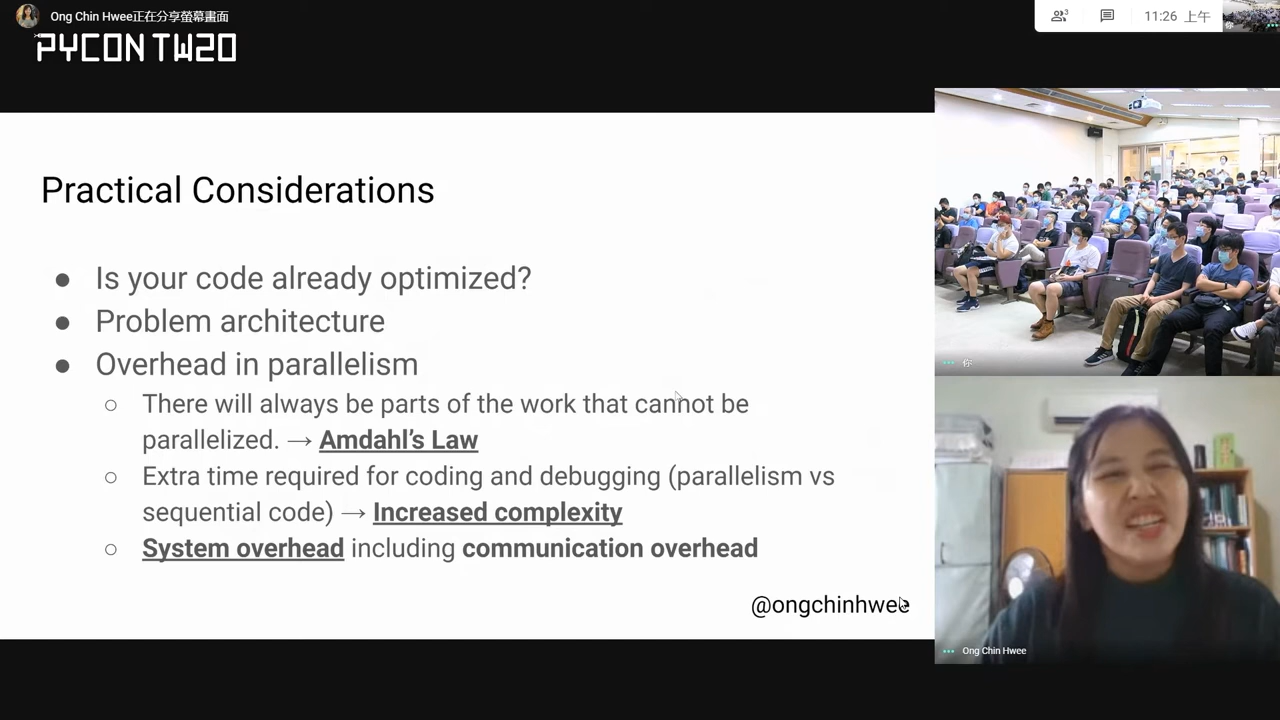 Ong Chin Hwee正在分享螢幕畫面
PYCON TW20
3
11:26 上午
你
Practical Considerations
● Is your code already optimized?
● Problem architecture
● Overhead in parallelism
○ There will always be parts of the work that cannot be
parallelized. → Amdahl's Law
○ Extra time required for coding and debugging (parallelism vs
sequential code) → Increased complexity
○ System overhead including communication overhead
@ongchinhwee
你
Ong Chin Hwee